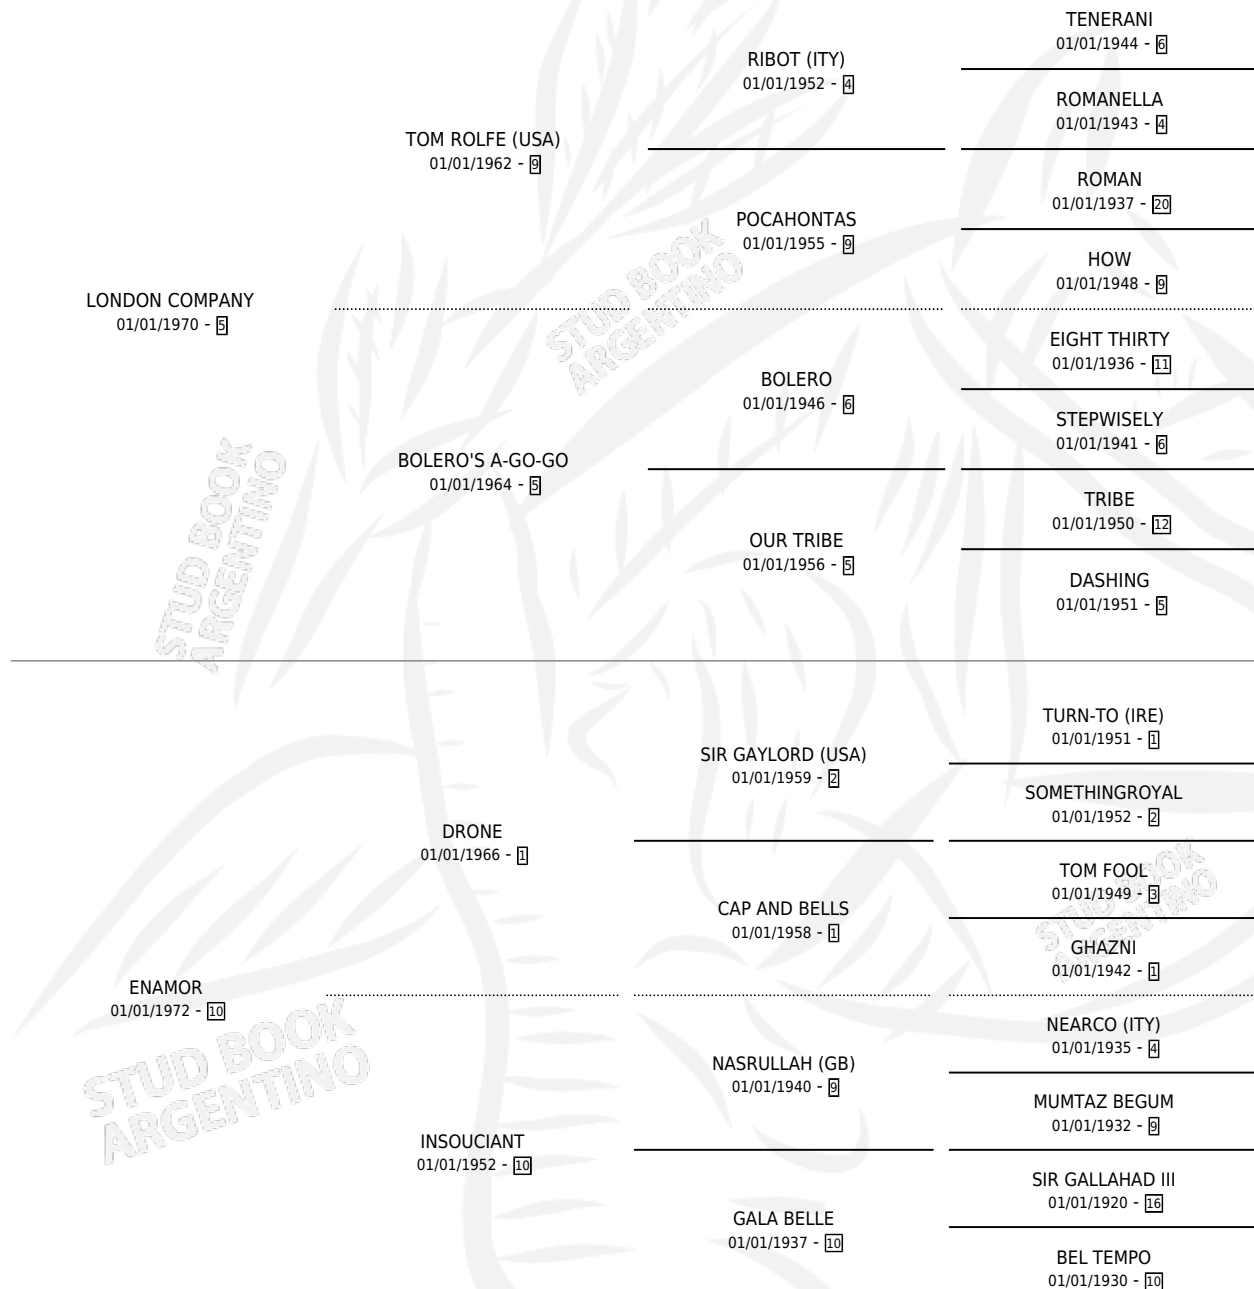 TENERANI
01/01/1944 - 6
RIBOT (ITY)
01/01/1952 - 4
ROMANELLA
01/01/1943 - 4
TOM ROLFE (USA)
01/01/1962 - 9
ROMAN
01/01/1937 - 20
POCAHONTAS
01/01/1955 - 9
HOW
01/01/1948 - 9
LONDON COMPANY
01/01/1970 - 5
STUD BOOK
ARGENTINO
EIGHT THIRTY
01/01/1936 - 11
BOLERO
01/01/1946 - 6
STEPWISELY
01/01/1941 - 6
BOLERO'S A-GO-GO
01/01/1964 - 5
TRIBE
01/01/1950 - 12
OUR TRIBE
01/01/1956 - 5
DASHING
01/01/1951 - 5
STUD BOOK
ARGENTINO
TURN-TO (IRE)
01/01/1951 - 1
SIR GAYLORD (USA)
01/01/1959 - 2
SOMETHINGROYAL
01/01/1952 - 2
DRONE
01/01/1966 - 1
TOM FOOL
01/01/1949 - 3
CAP AND BELLS
01/01/1958 - 1
STUD BOOK
ARGENTINO
GHAZNI
01/01/1942 - 1
ENAMOR
01/01/1972 - 10
NEARCO (ITY)
01/01/1935 - 4
NASRULLAH (GB)
01/01/1940 - 9
MUMTAZ BEGUM
01/01/1932 - 9
STUD BOOK
ARGENTINO
INSOUCIANT
01/01/1952 - 10
SIR GALLAHAD III
01/01/1920 - 16
GALA BELLE
01/01/1937 - 10
BEL TEMPO
01/01/1930 - 10